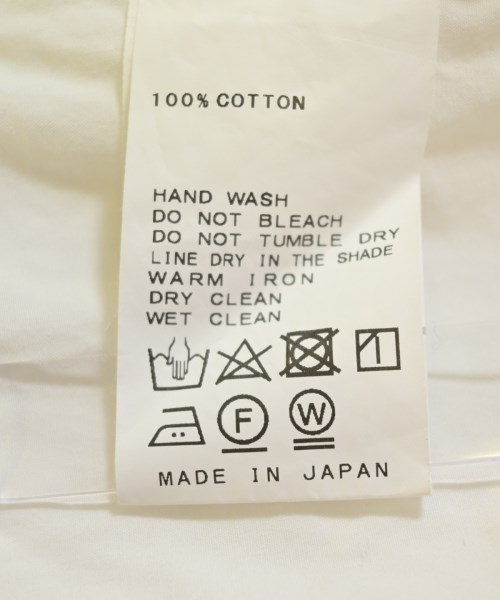 100% COTTON
HAND WASH
DO NOT BLEACH
DO NOT TUMBLE DRY
LINE DRY IN THE SHADE
WARM IRON
DRY CLEAN
WET CLEAN
F W
MADE IN JAPAN